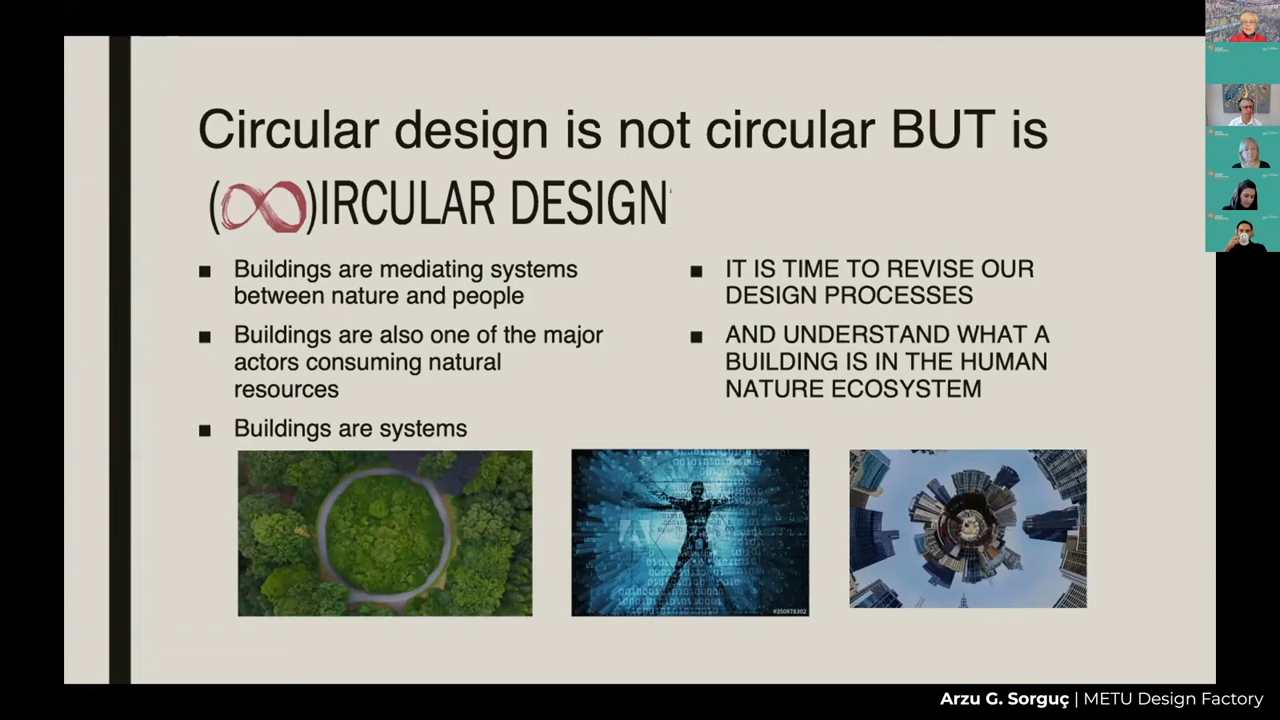 Circular design is not circular BUT is
(∞)IRCULAR DESIGN
■ Buildings are mediating systems
between nature and people
■ Buildings are also one of the major
actors consuming natural
resources
■ Buildings are systems
■ IT IS TIME TO REVISE OUR
DESIGN PROCESSES
■ AND UNDERSTAND WHAT A
BUILDING IS IN THE HUMAN
NATURE ECOSYSTEM
#350878302
Arzu G. Sorguç | METU Design Factory